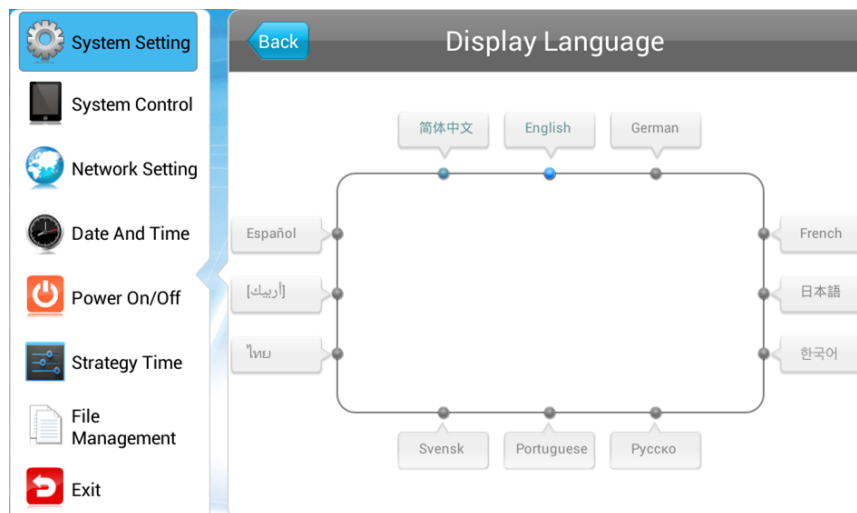 System Setting
System Control
Network Setting
Date And Time
Power On/Off
Strategy Time
File
Management
Exit
Back
Display Language
简体中文
English
German
Español
French
[أرىيك]
日本語
ไทย
한국어
Svensk
Portuguese
Русско